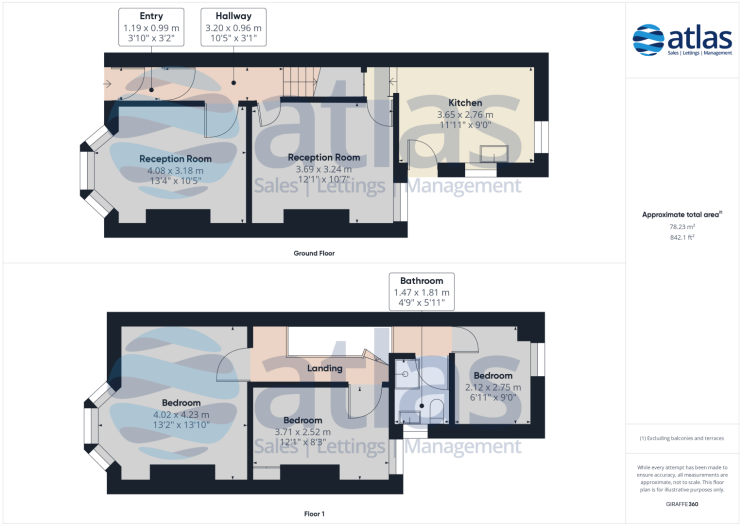 Entry
1.19 x 0.99 m
3'10" x 3'2"
Hallway
3.20 x 0.96 m
10'5" x 3'1"
Kitchen
3.65 x 2.76 m
11'11" x 9'0"
Reception Room
4.08 x 3.18 m
13'4" x 10'5"
Reception Room
3.69 x 3.24 m
12'1" x 10'7"
atlas
Sales | Lettings | Management
Ground Floor
Bathroom
1.47 x 1.81 m
4'9" x 5'11"
Landing
Bedroom
4.02 x 4.23 m
13'2" x 13'10"
Bedroom
3.71 x 2.52 m
12'1" x 8'3"
Bedroom
2.12 x 2.75 m
6'11" x 9'0"
atlas
Sales | Lettings | Management
Floor 1
atlas
Sales | Lettings | Management
Approximate total area⁽¹⁾
78.23 m²
842.1 ft²
(1) Excluding balconies and terraces
While every attempt has been made to
ensure accuracy, all measurements are
approximate, not to scale. This floor
plan is for illustrative purposes only.
GIRAFFE360